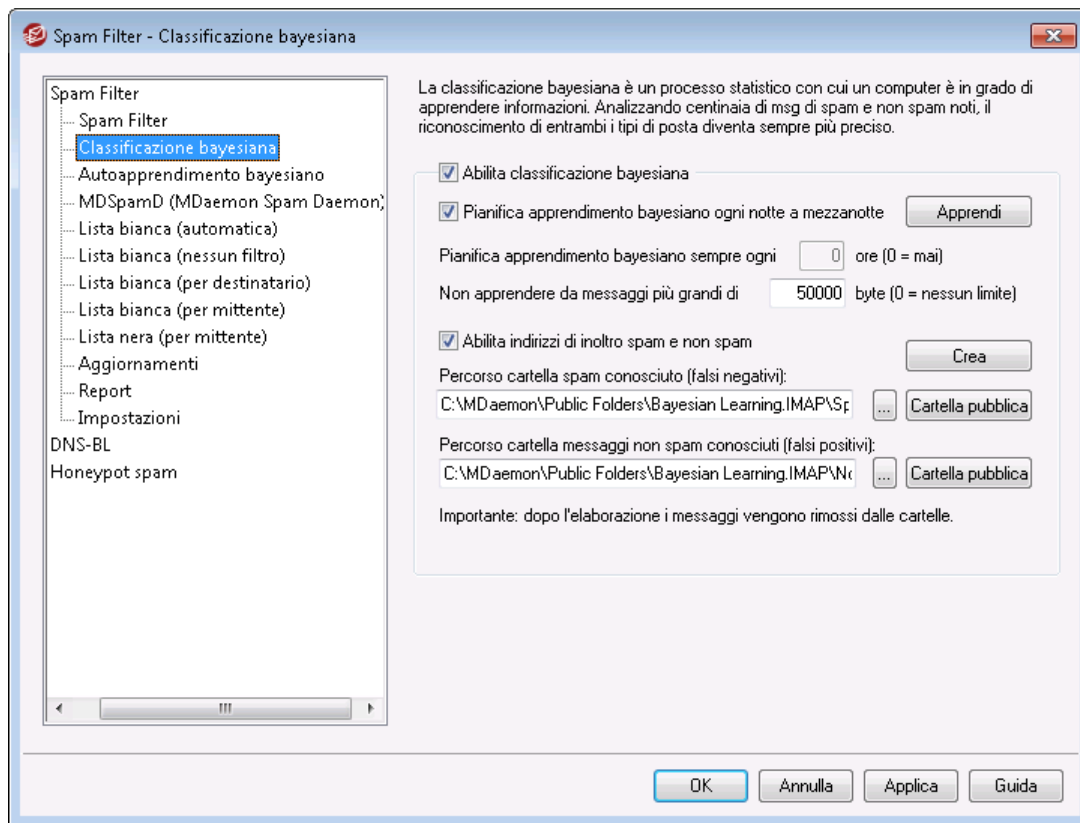 Spam Filter - Classificazione bayesiana
Spam Filter
Spam Filter
Classificazione bayesiana
Autoapprendimento bayesiano
MDSpamD (MDaemon Spam Daemon)
Lista bianca (automatica)
Lista bianca (nessun filtro)
Lista bianca (per destinatario)
Lista bianca (per mittente)
Lista nera (per mittente)
Aggiornamenti
Report
Impostazioni
DNS-BL
Honeypot spam
La classificazione bayesiana è un processo statistico con cui un computer è in grado di
apprendere informazioni. Analizzando centinaia di msg di spam e non spam noti, il
riconoscimento di entrambi i tipi di posta diventa sempre più preciso.
Abilita classificazione bayesiana
Pianifica apprendimento bayesiano ogni notte a mezzanotte Apprendi
Pianifica apprendimento bayesiano sempre ogni 0 ore (0 = mai)
Non apprendere da messaggi più grandi di 50000 byte (0 = nessun limite)
Abilita indirizzi di inoltro spam e non spam
Crea
Percorso cartella spam conosciuto (falsi negativi):
C:\MDaemon\Public Folders\Bayesian Learning.IMAP\Sp ... Cartella pubblica
Percorso cartella messaggi non spam conosciuti (falsi positivi):
C:\MDaemon\Public Folders\Bayesian Learning.IMAP\No ... Cartella pubblica
Importante: dopo l'elaborazione i messaggi vengono rimossi dalle cartelle.
OK Annulla Applica Guida